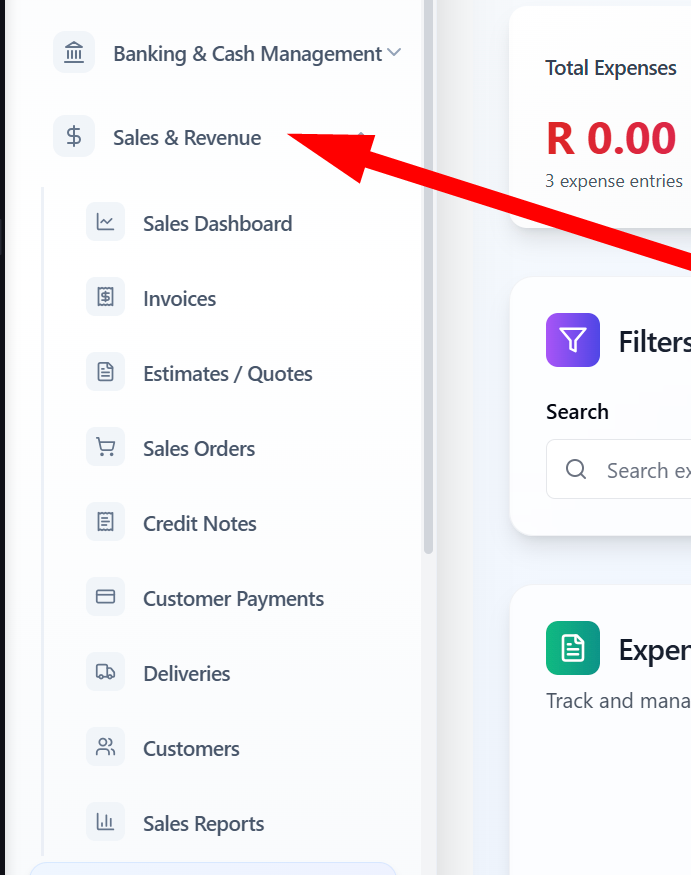 Banking & Cash Management
Sales & Revenue
Sales Dashboard
Invoices
Estimates / Quotes
Sales Orders
Credit Notes
Customer Payments
Deliveries
Customers
Sales Reports
Total Expenses
R 0.00
3 expense entries
Filters
Search
Search ex
Expen
Track and mana